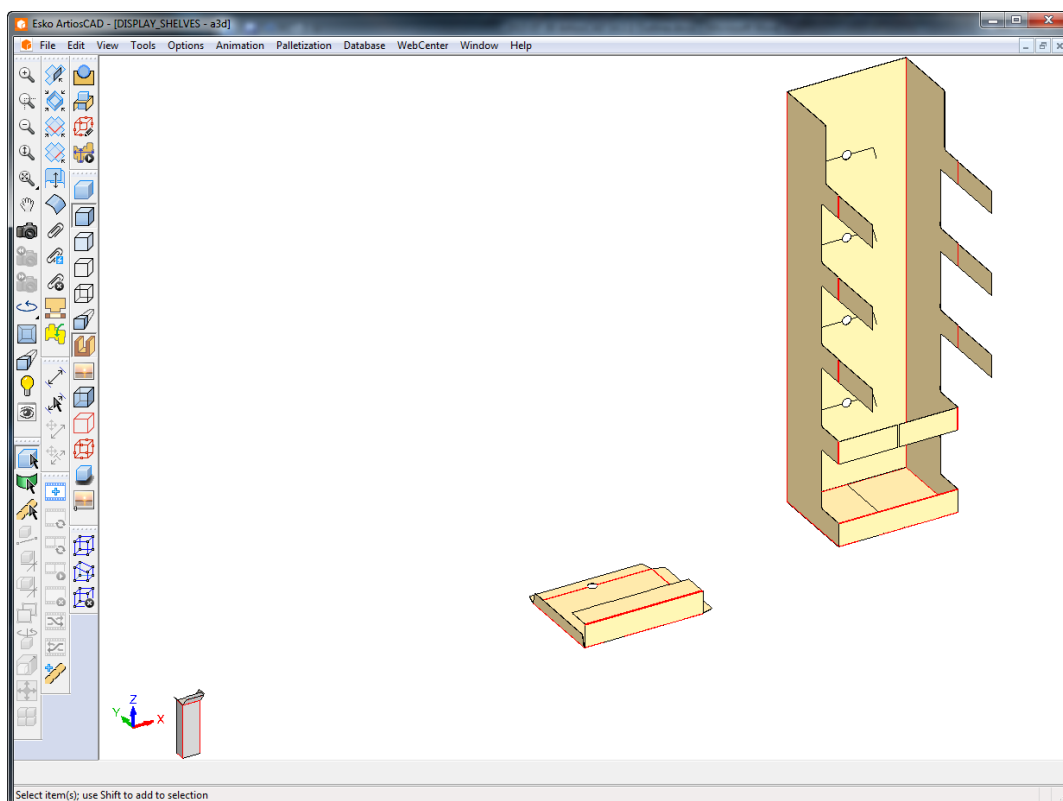 Esko ArtiosCAD - [DISPLAY_SHELVES - a3d]
File Edit View Tools Options Animation Palletization Database WebCenter Window Help
Z
Y
X
Select item(s); use Shift to add to selection